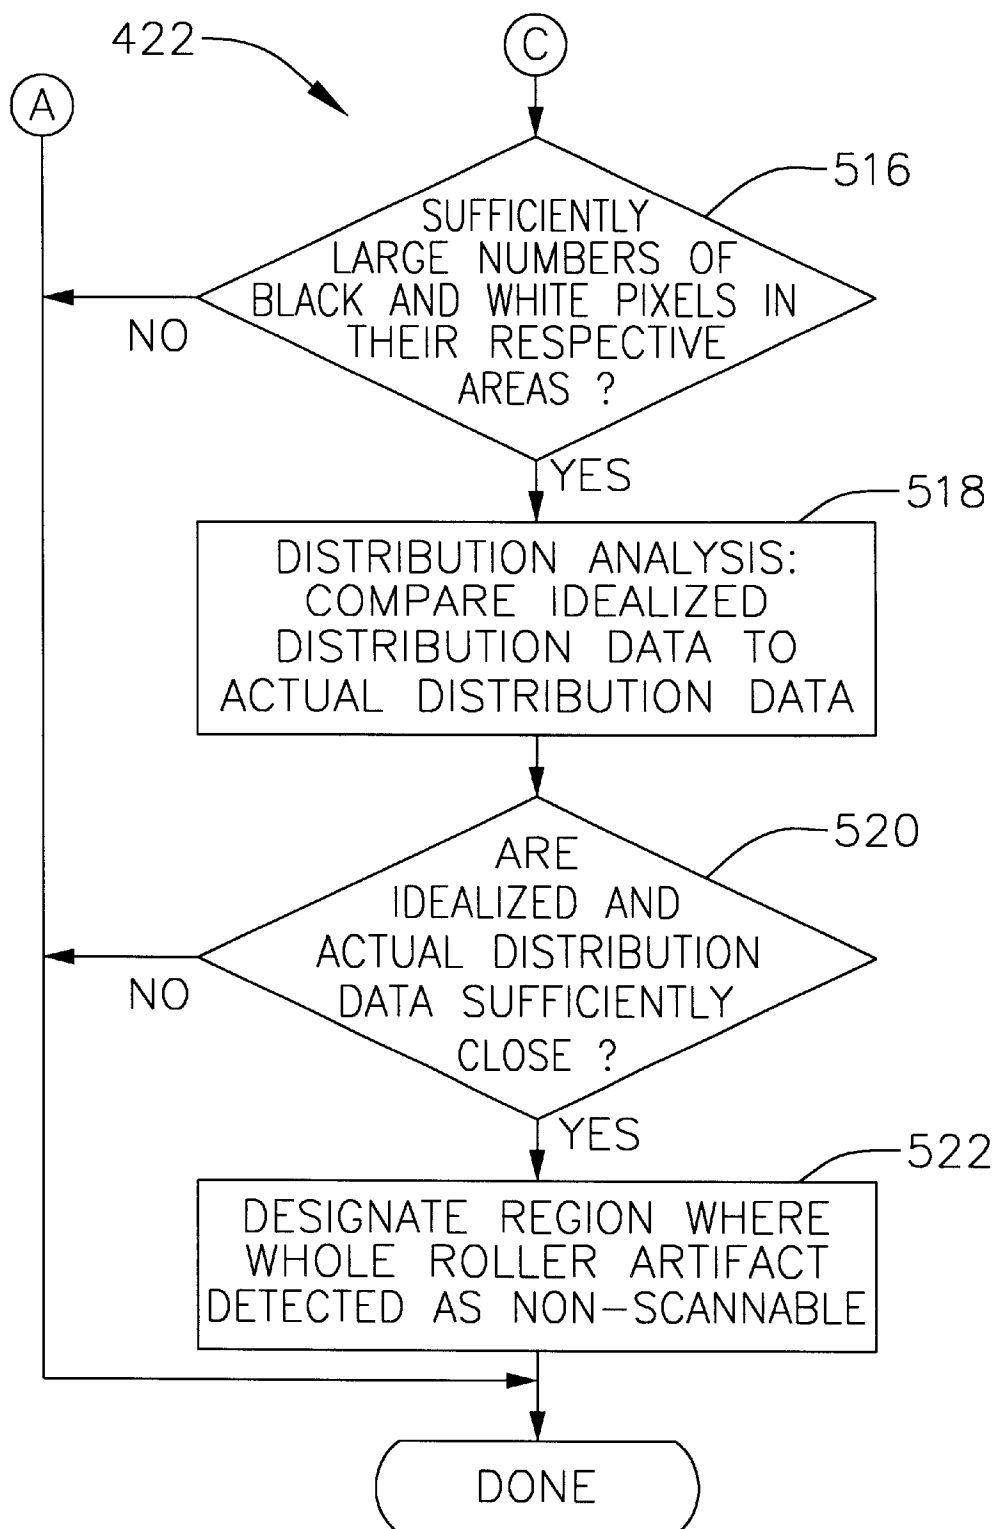 422
C
A
516
SUFFICIENTLY
LARGE NUMBERS OF
BLACK AND WHITE PIXELS IN
THEIR RESPECTIVE
AREAS ?
NO
YES
518
DISTRIBUTION ANALYSIS:
COMPARE IDEALIZED
DISTRIBUTION DATA TO
ACTUAL DISTRIBUTION DATA
520
ARE
IDEALIZED AND
ACTUAL DISTRIBUTION
DATA SUFFICIENTLY
CLOSE ?
NO
YES
522
DESIGNATE REGION WHERE
WHOLE ROLLER ARTIFACT
DETECTED AS NON-SCANNABLE
DONE